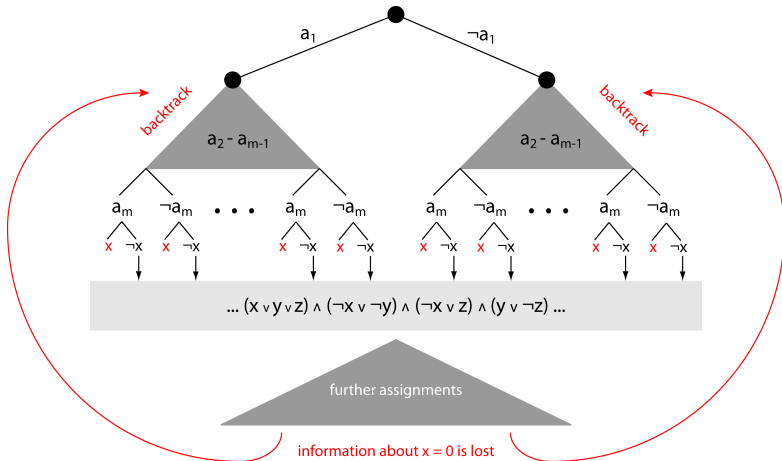 a1 ¬a1
backtrack backtrack
a2 - am-1 a2 - am-1
am ¬am • • • am ¬am am ¬am • • • am ¬am
x ¬x x ¬x x ¬x x ¬x x ¬x x ¬x x ¬x x ¬x
... (x ∨ y ∨ z) ∧ (¬x ∨ ¬y) ∧ (¬x ∨ z) ∧ (y ∨ ¬z) ...
further assignments
information about x = 0 is lost